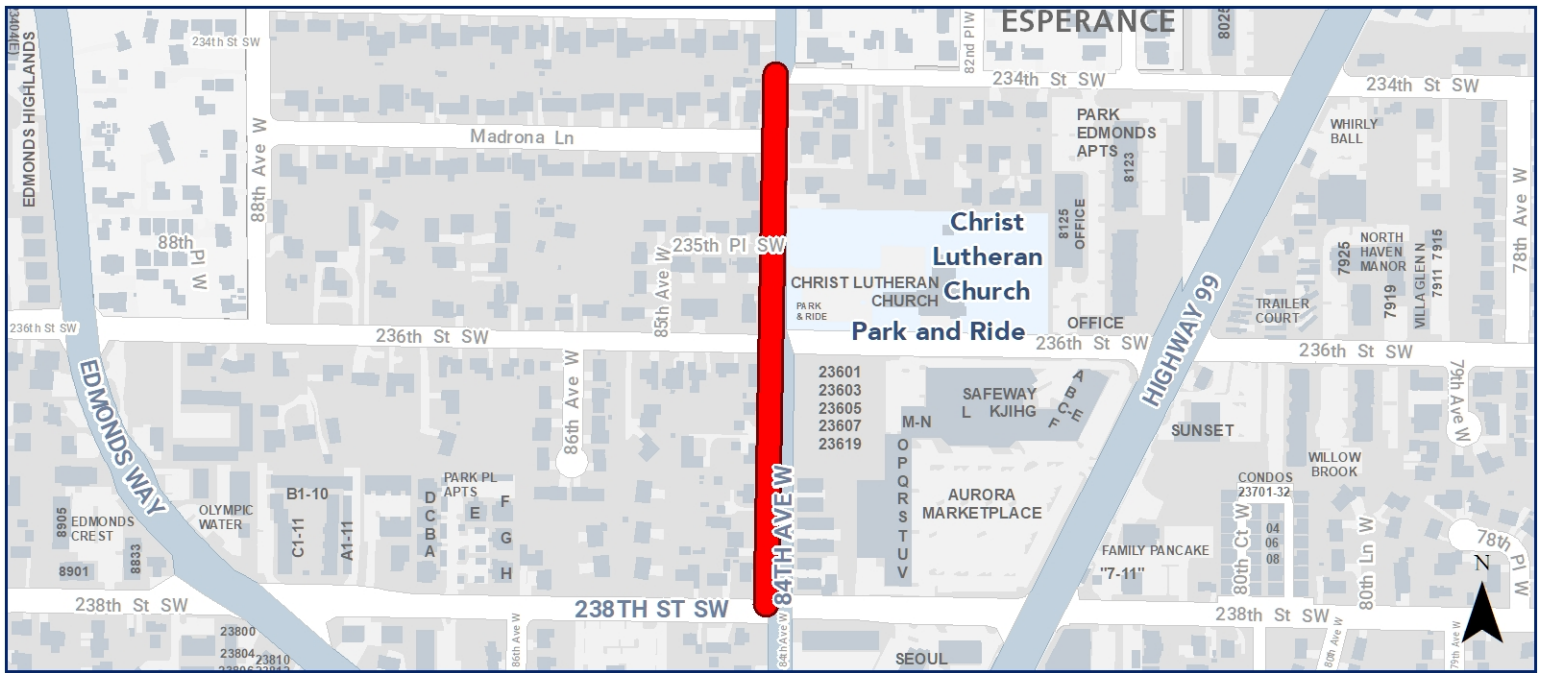 ESPERANCE
8025
2340
4(E)
EDMONDS HIGHLANDS
234th St SW
82nd Pl W
234th St SW
234th St SW
88th Ave W
Madrona Ln
PARK
EDMONDS
APTS
8123
WHIRLY
BALL
78th Ave W
88th
Pl W
235th Pl SW
85th Ave W
Christ
Lutheran
Church
Park and Ride
CHRIST LUTHERAN
CHURCH
PARK
& RIDE
8125
OFFICE
OFFICE
NORTH
HAVEN
MANOR
7925
7919
VILLA GLEN N
7911 7915
TRAILER
COURT
HIGHWAY 99
236th St SW
236th St SW
236th St SW
236th St SW
EDMONDS WAY
86th Ave W
23601
23603
23605
23607
23619
SAFEWAY
L KJIHG
A
B
C
E
F
M-N
O
P
Q
R
S
T
U
V
AURORA
MARKETPLACE
SUNSET
79th Ave W
WILLOW
BROOK
CONDOS
23701-32
04
06
08
80th Ct W
80th Ln W
78th Pl W
N
FAMILY PANCAKE
"7-11"
OLYMPIC
WATER
B1-10
C1-11
A1-11
PARK PL
APTS
D
C
B
A
E
F
G
H
8905
EDMONDS
CREST
8833
8901
84TH AVE W
238th St SW
238TH ST SW
238th St SW
23800
23804
23810
86th Ave W
84th Ave W
SEOUL
80th Ave W
79th Ave W